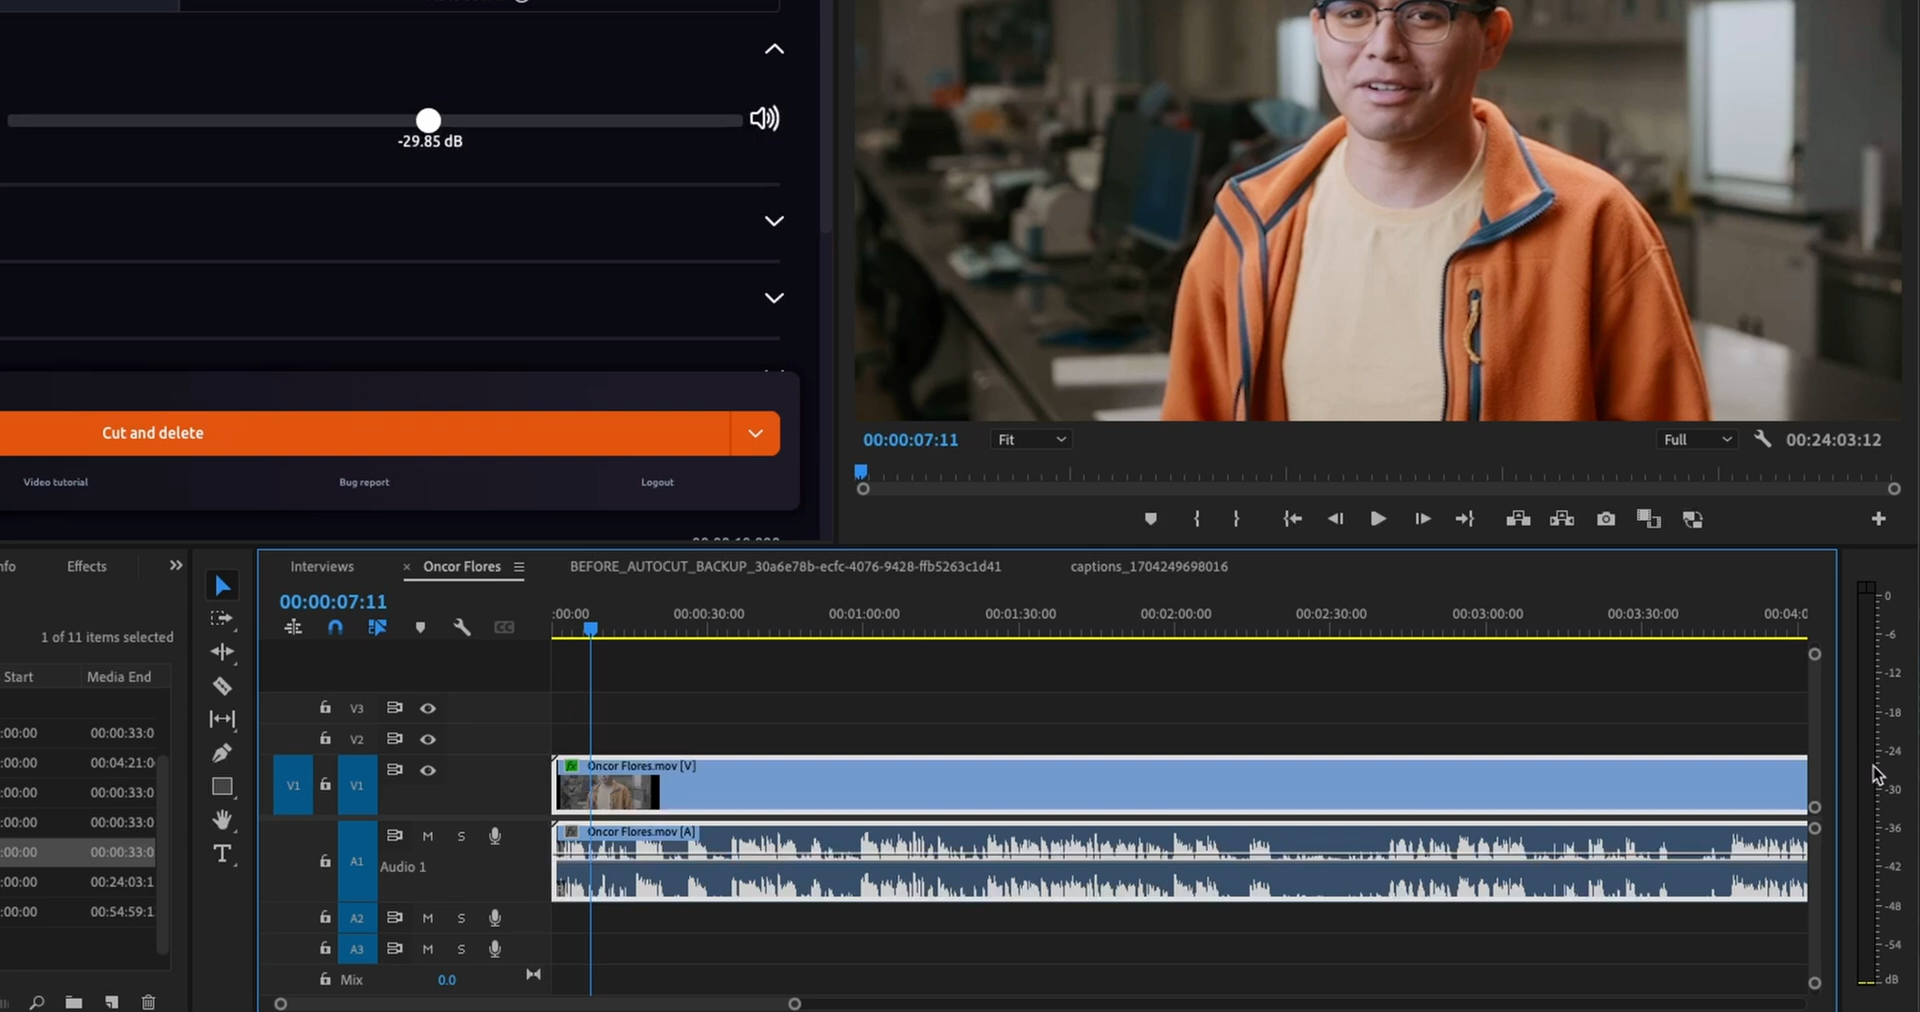 -29.85 dB
Cut and delete
Video tutorial
Bug report
Logout
00:00:07:11
Fit
Full
00:24:03:12
nfo
Effects
1 of 11 items selected
Start
Media End
:00:00
00:00:33:0
:00:00
00:04:21:0
:00:00
00:00:33:0
:00:00
00:00:33:0
:00:00
00:00:33:0
:00:00
00:24:03:1
:00:00
00:54:59:1
Interviews
× Oncor Flores
BEFORE_AUTOCUT_BACKUP_30a6e78b-ecfc-4076-9428-ffb5263c1d41
captions_1704249698016
00:00:07:11
:00:00
00:00:30:00
00:01:00:00
00:01:30:00
00:02:00:00
00:02:30:00
00:03:00:00
00:03:30:00
00:04:0
V3
V2
V1
V1
fx Oncor Flores.mov [V]
A1
M S
Audio 1
fx Oncor Flores.mov [A]
A2
M S
A3
M S
Mix
0.0
T
CC
0
-6
-12
-18
-24
-30
-36
-42
-48
-54
dB